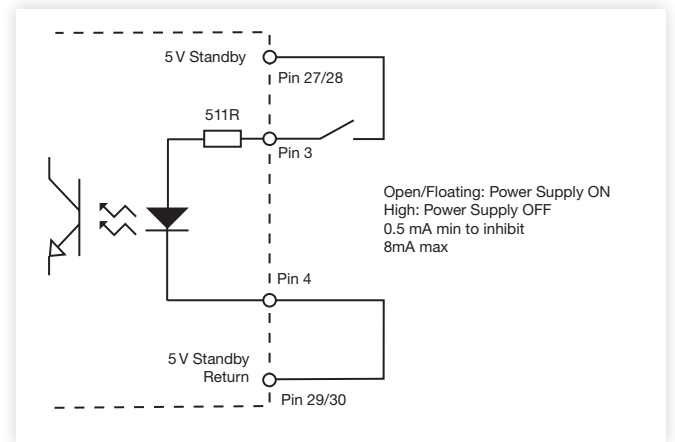 5 V Standby
Pin 27/28
511R
Pin 3
Open/Floating: Power Supply ON
High: Power Supply OFF
0.5 mA min to inhibit
8mA max
Pin 4
5 V Standby
Return
Pin 29/30